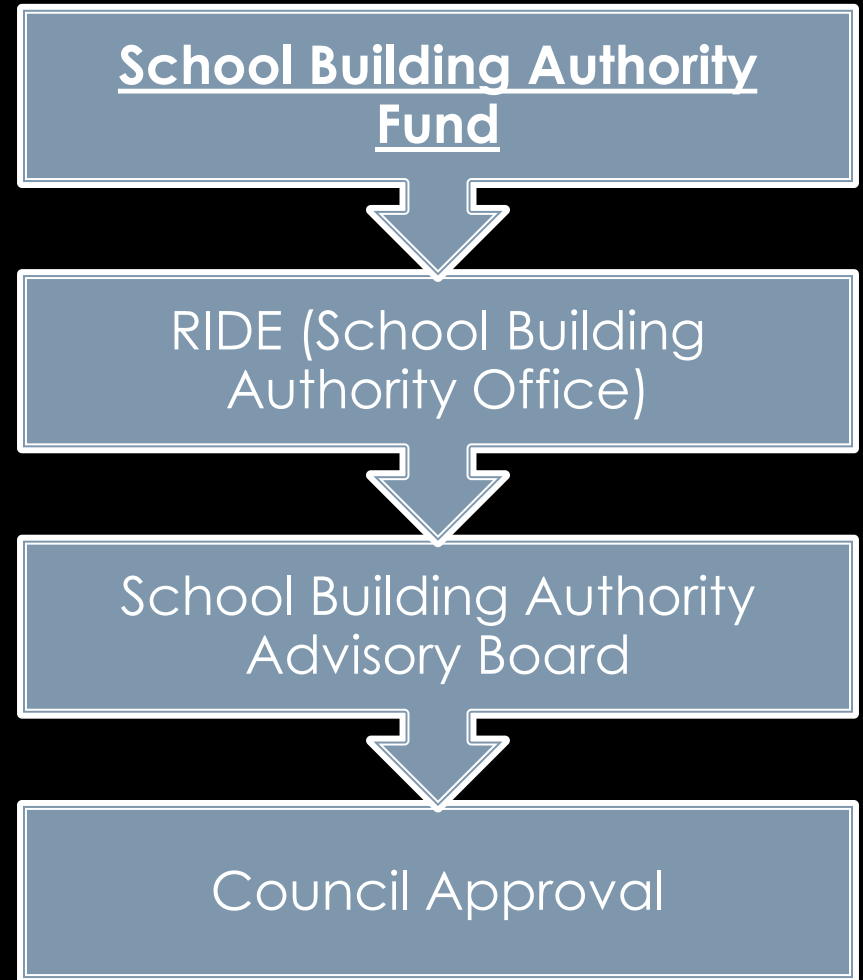 School Building Authority
Fund
RIDE (School Building
Authority Office)
School Building Authority
Advisory Board
Council Approval